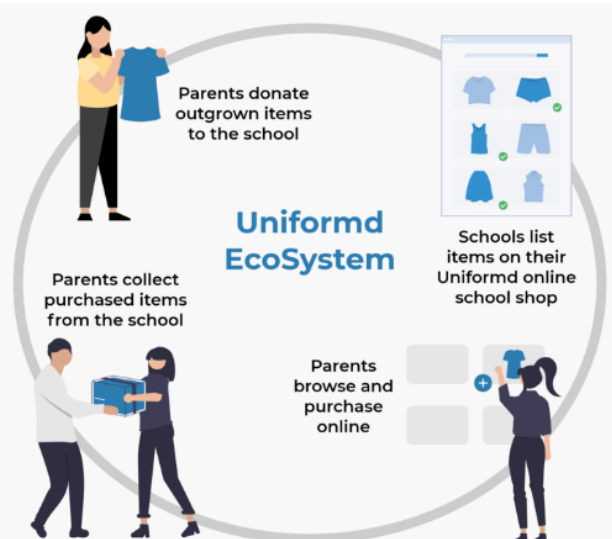 Parents donate
outgrown items
to the school
Uniformd
EcoSystem
Schools list
items on their
Uniformd online
school shop
Parents collect
purchased items
from the school
Parents
browse and
purchase
online